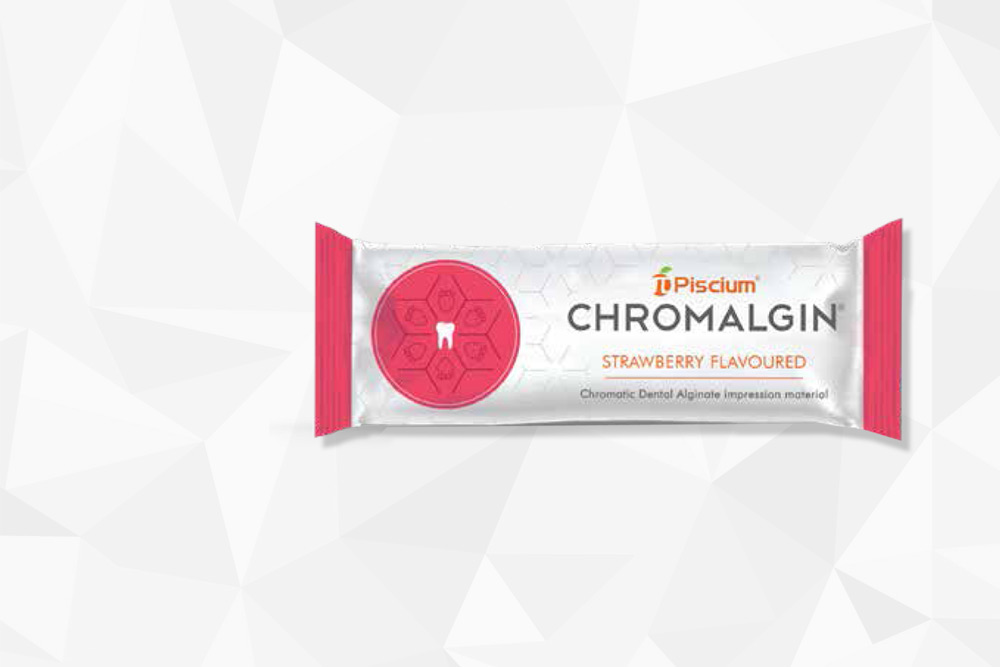 Piscium®
CHROMALGIN®
STRAWBERRY FLAVOURED
Chromatic Dental Alginate impression material